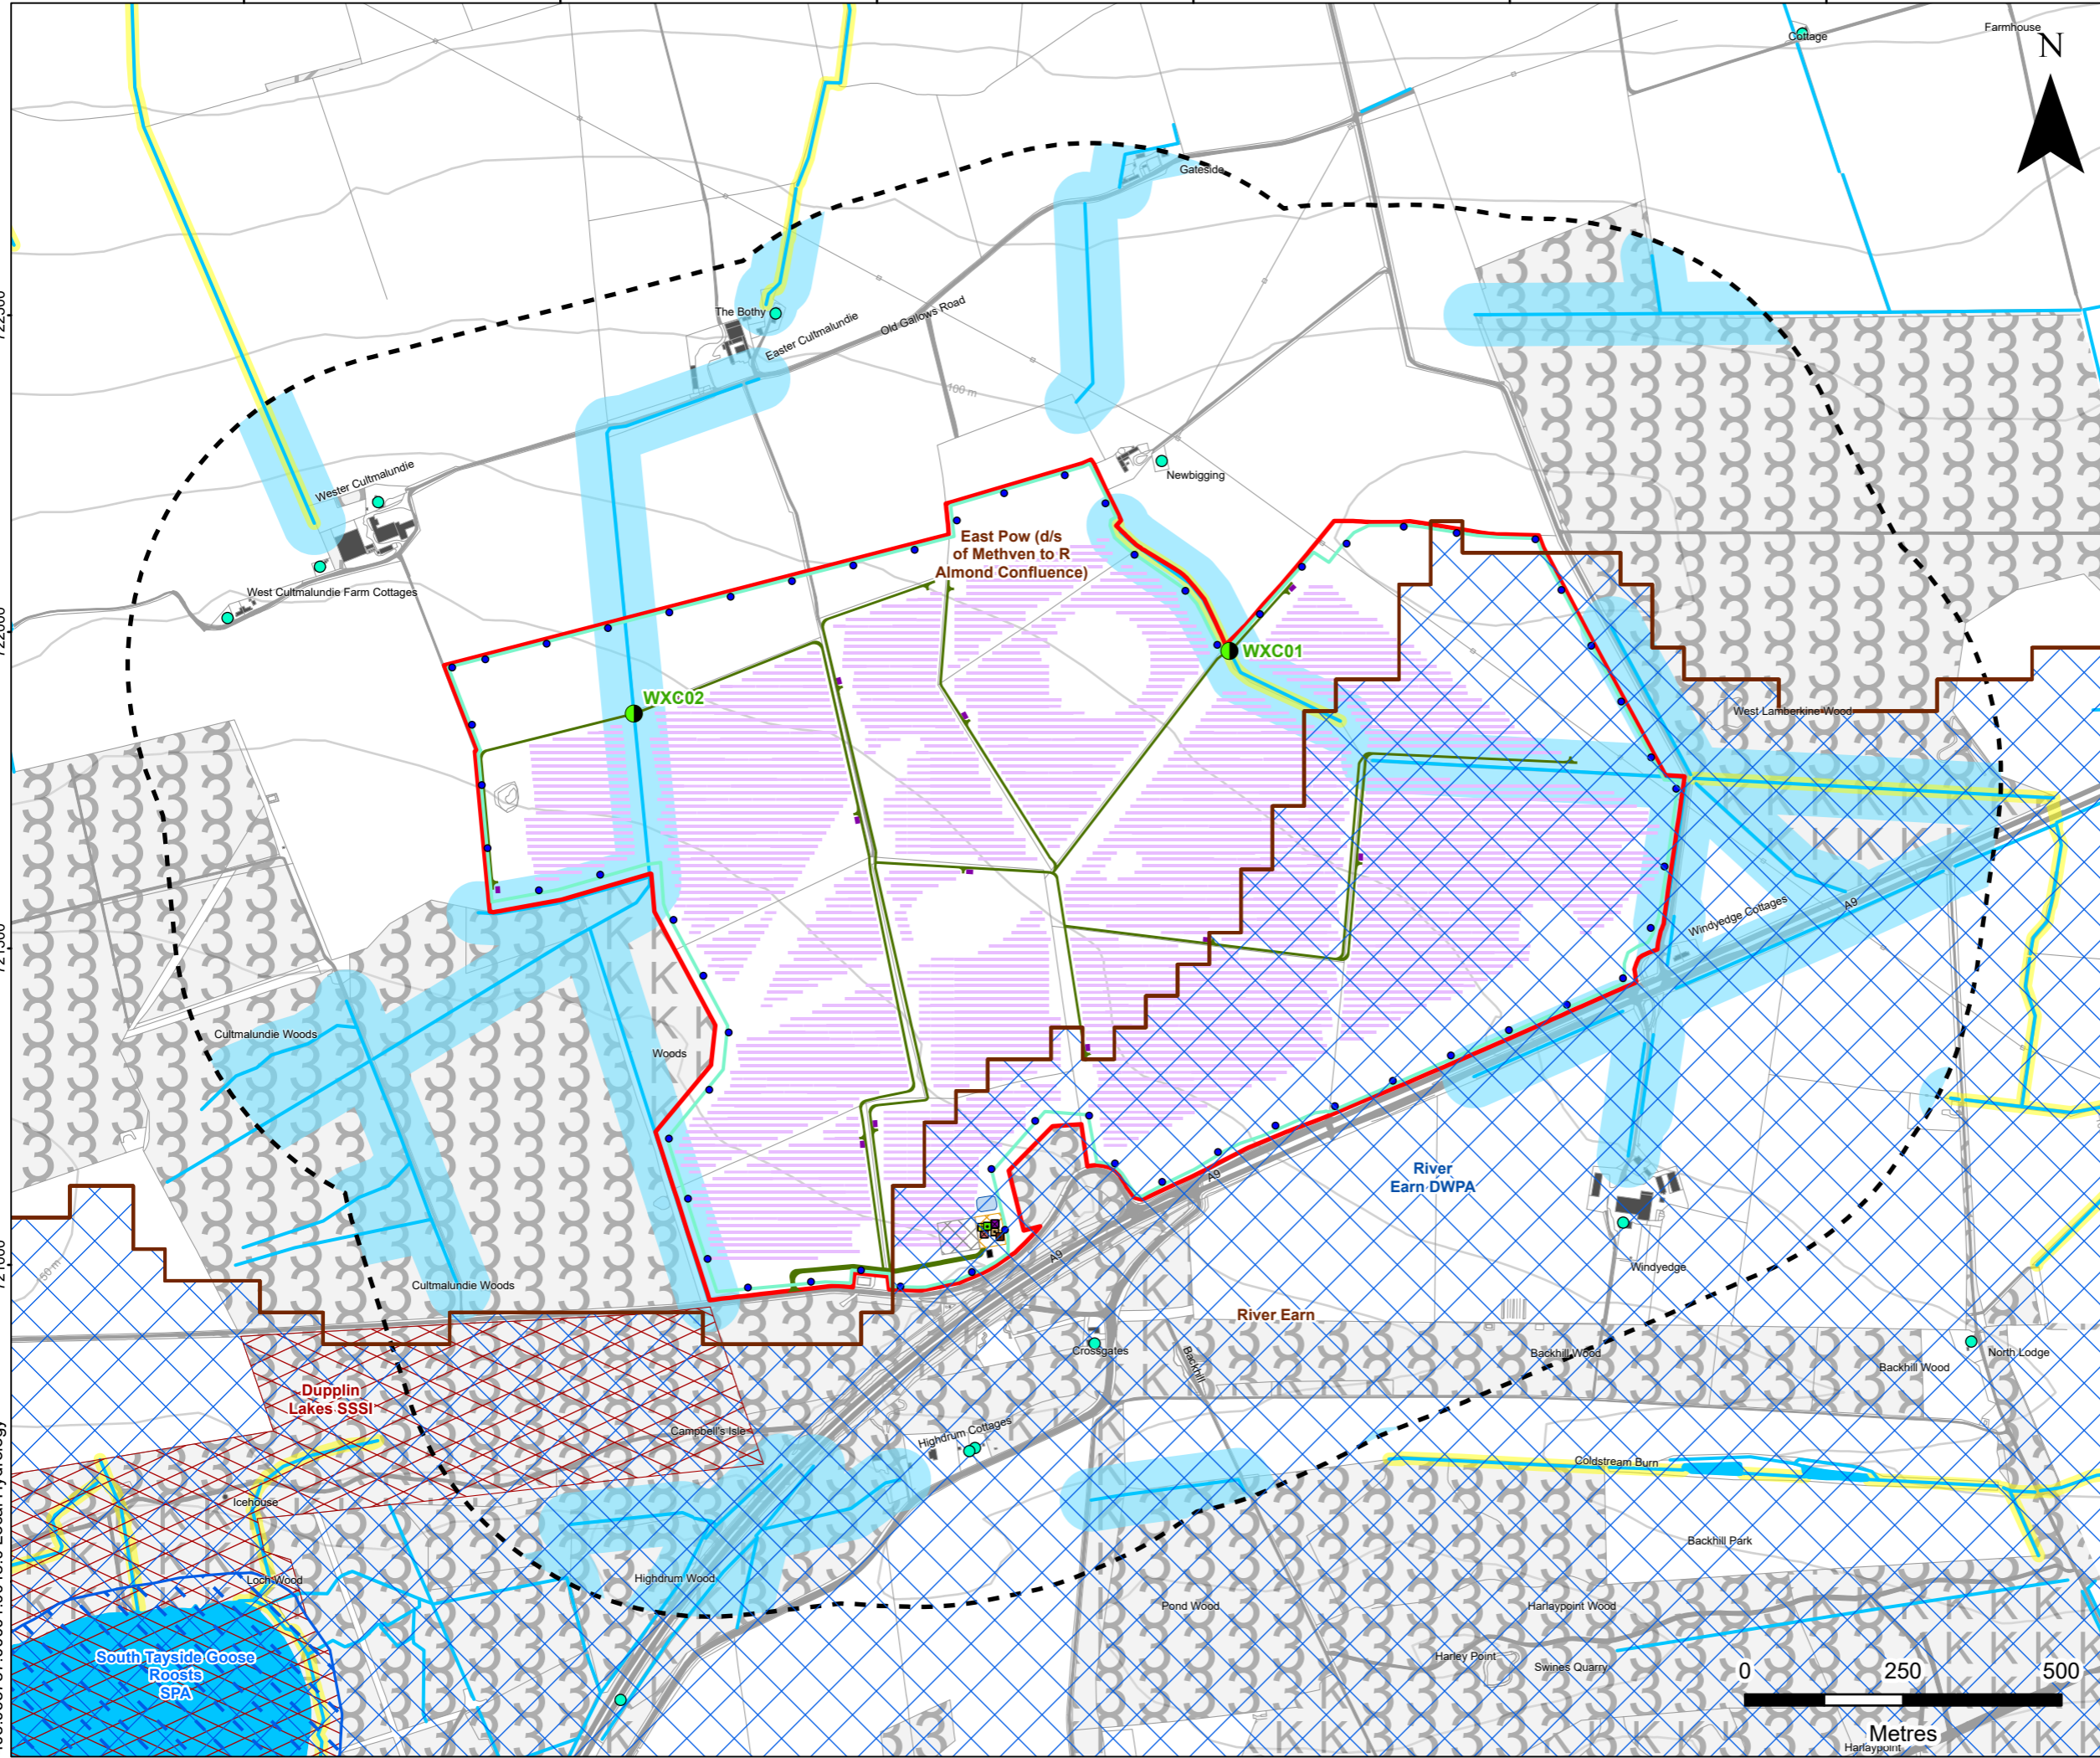 Cottage
Farmhouse
N
Gateside
The Bothy
Easter Cultmalundie
Old Gallows Road
100 m
Wester Cultmalundie
Newbigging
West Cultmalundie Farm Cottages
East Pow (d/s
of Methven to R
Almond Confluence)
WXC01
WXC02
722000
West Lamberkine Wood
Windyedge Cottages
A9
Cultmalundie Woods
Woods
River
Earn DWPA
A9
A9
Windyedge
Cultmalundie Woods
River Earn
Crossgates
Backhill
Backhill Wood
North Lodge
Backhill Wood
Dupplin
Lakes SSSI
Campbell's Isle
Highdrum Cottages
Coldstream Burn
Icehouse
Backhill Park
Loch Wood
Highdrum Wood
Pond Wood
Harlaypoint Wood
South Tayside Goose
Roosts
SPA
Harley Point
Swines Quarry
0 250 500
Metres
Harlaypoint